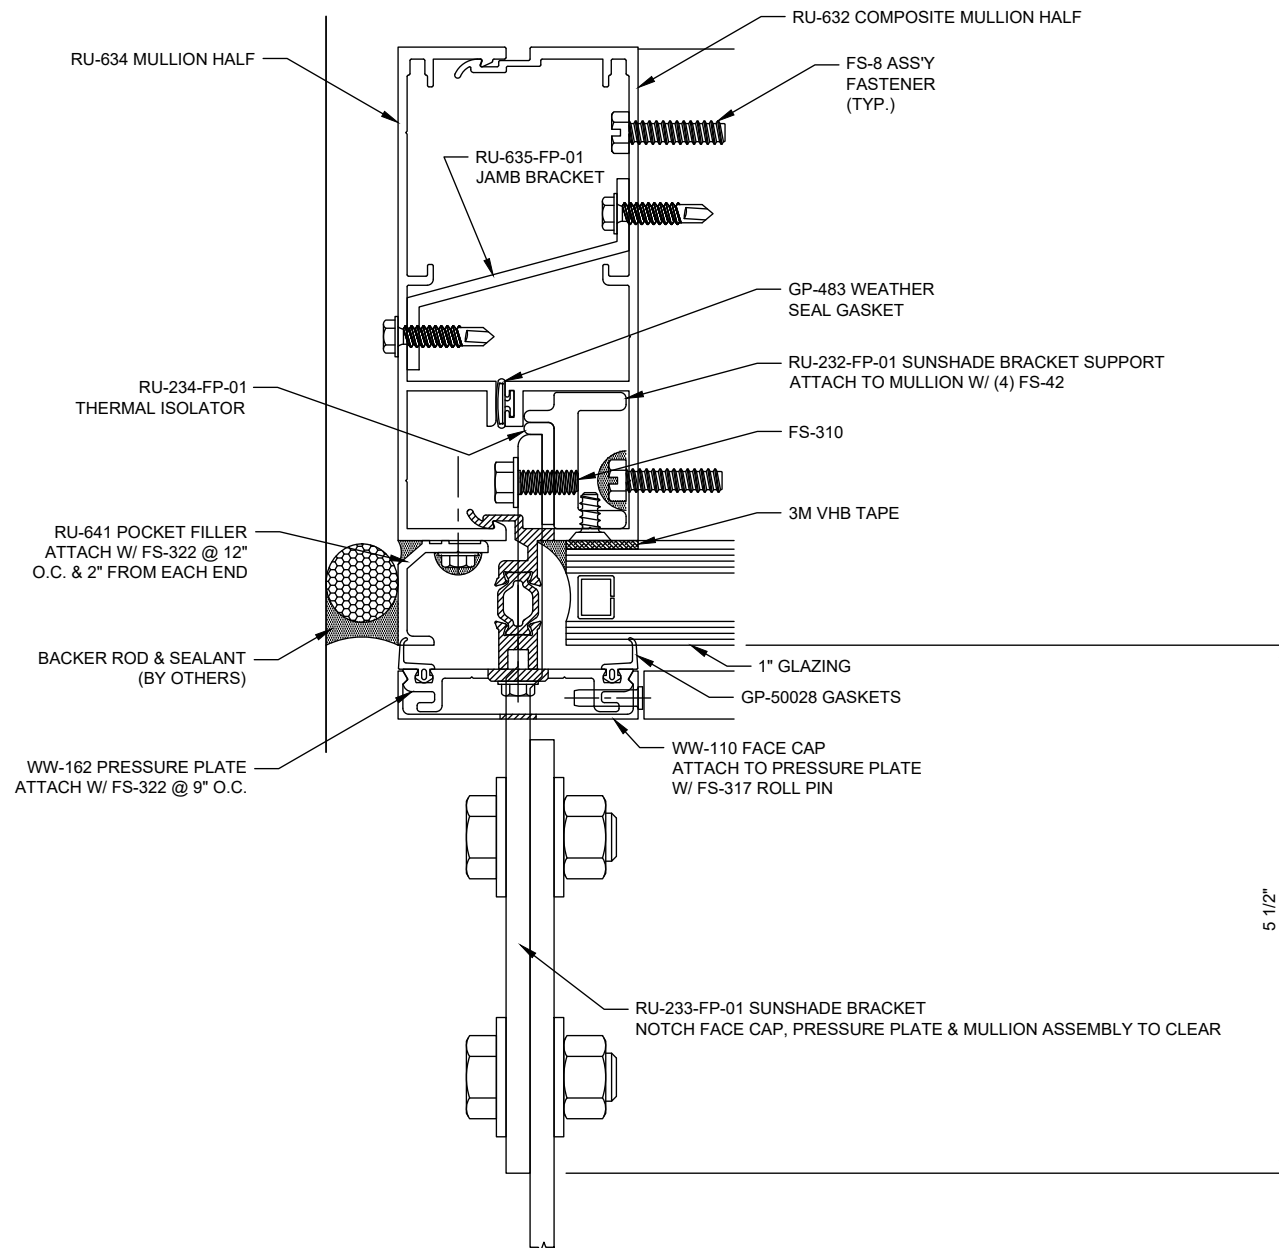 RU-632 COMPOSITE MULLION HALF
RU-634 MULLION HALF
FS-8 ASS'Y
FASTENER
(TYP.)
RU-635-FP-01
JAMB BRACKET
GP-483 WEATHER
SEAL GASKET
RU-232-FP-01 SUNSHADE BRACKET SUPPORT
ATTACH TO MULLION W/ (4) FS-42
RU-234-FP-01
THERMAL ISOLATOR
FS-310
3M VHB TAPE
RU-641 POCKET FILLER
ATTACH W/ FS-322 @ 12"
O.C. & 2" FROM EACH END
BACKER ROD & SEALANT
(BY OTHERS)
1" GLAZING
GP-50028 GASKETS
WW-110 FACE CAP
ATTACH TO PRESSURE PLATE
W/ FS-317 ROLL PIN
WW-162 PRESSURE PLATE
ATTACH W/ FS-322 @ 9" O.C.
5 1/2"
RU-233-FP-01 SUNSHADE BRACKET
NOTCH FACE CAP, PRESSURE PLATE & MULLION ASSEMBLY TO CLEAR